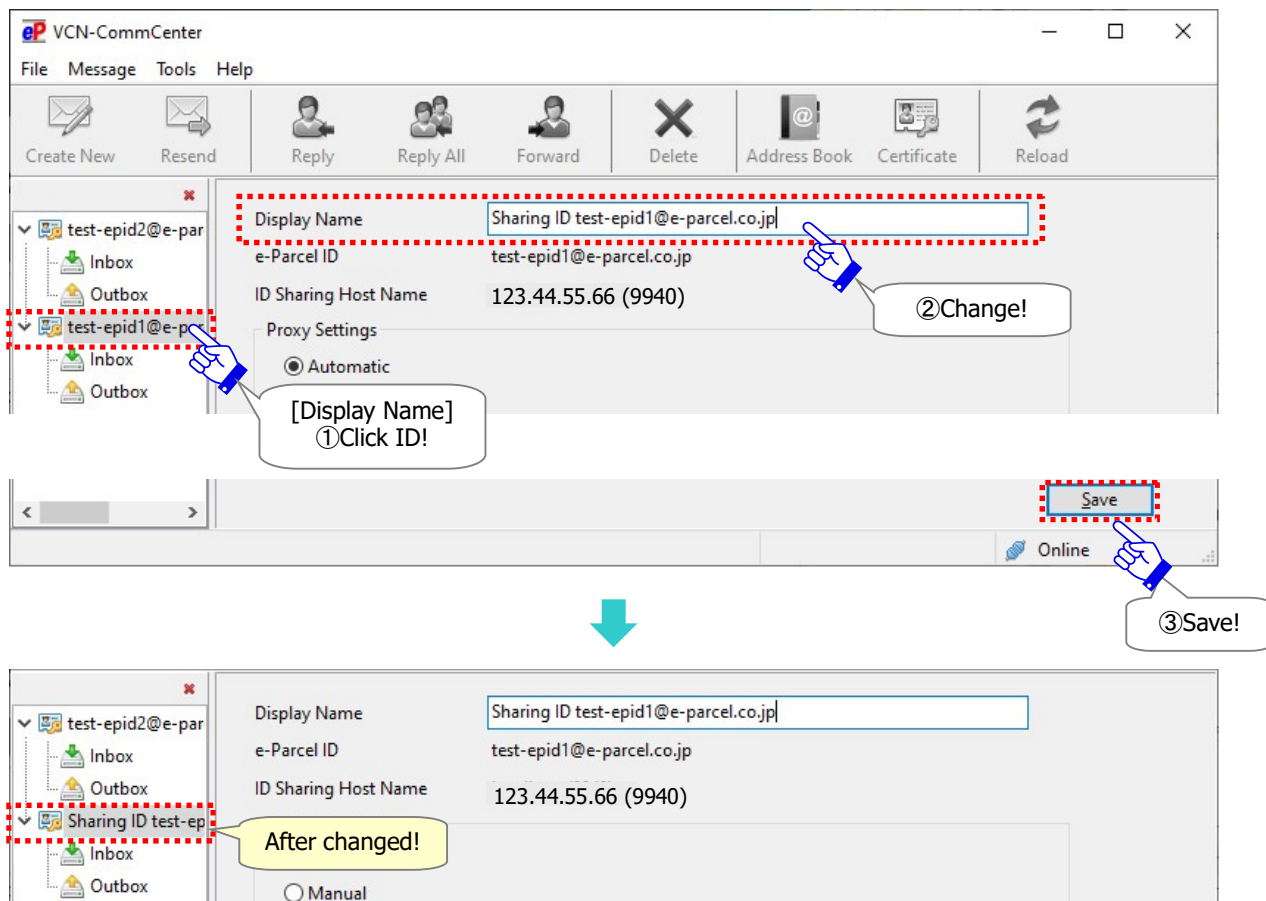 eP VCN-CommCenter
File Message Tools Help
Create New Resend Reply Reply All Forward Delete Address Book Certificate Reload
Display Name Sharing ID test-epid1@e-parcel.co.jp
test-epid2@e-par
e-Parcel ID test-epid1@e-parcel.co.jp
Inbox
ID Sharing Host Name 123.44.55.66 (9940)
Outbox
②Change!
test-epid1@e-par
Proxy Settings
Inbox
Automatic
Outbox
[Display Name]
①Click ID!
Save
Online
③Save!
Display Name Sharing ID test-epid1@e-parcel.co.jp
test-epid2@e-par
e-Parcel ID test-epid1@e-parcel.co.jp
Inbox
ID Sharing Host Name 123.44.55.66 (9940)
Outbox
Sharing ID test-ep
After changed!
Inbox
Outbox
Manual